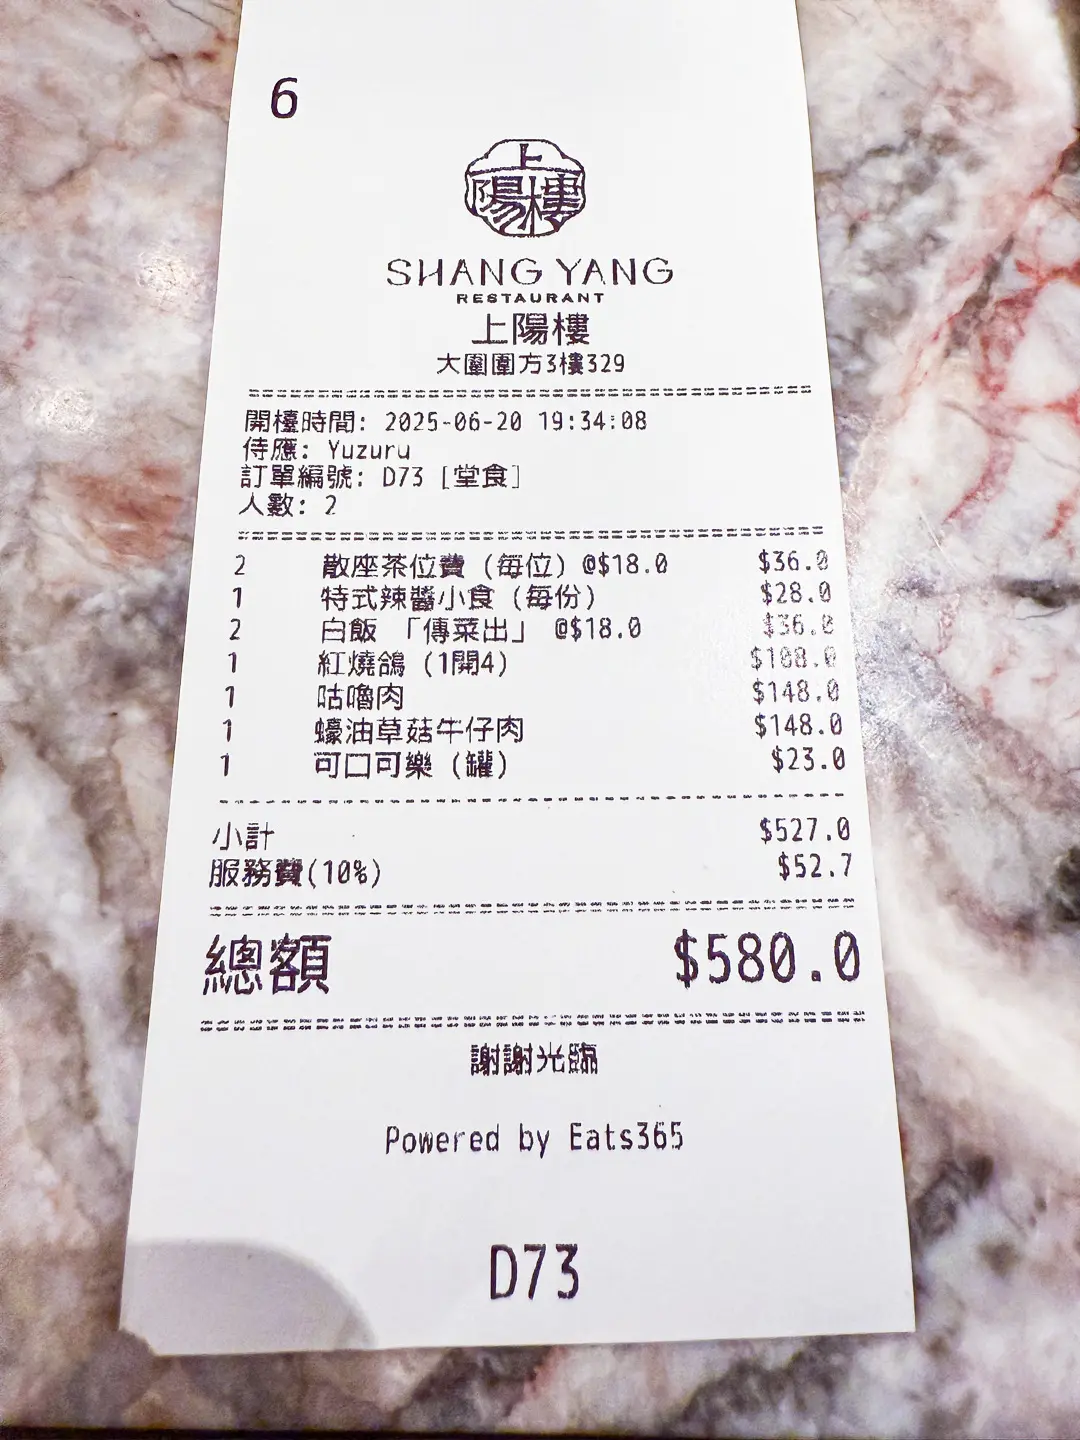 6
上
陽樓
SHANG YANG
RESTAURANT
上陽樓
大圍圍方3樓329
開檯時間: 2025-06-20 19:34:08
侍應: Yuzuru
訂單編號: D73 [堂食]
人數: 2
2 散座茶位費 (每位) @$18.0 $36.0
1 特式辣醬小食 (每份) $28.0
2 白飯 「傳菜出」 @$18.0 $36.0
1 紅燒鴿 (1開4) $108.0
1 咕嚕肉 $148.0
1 蠔油草菇牛仔肉 $148.0
1 可口可樂 (罐) $23.0
小計 $527.0
服務費(10%) $52.7
總額 $580.0
謝謝光臨
Powered by Eats365
D73